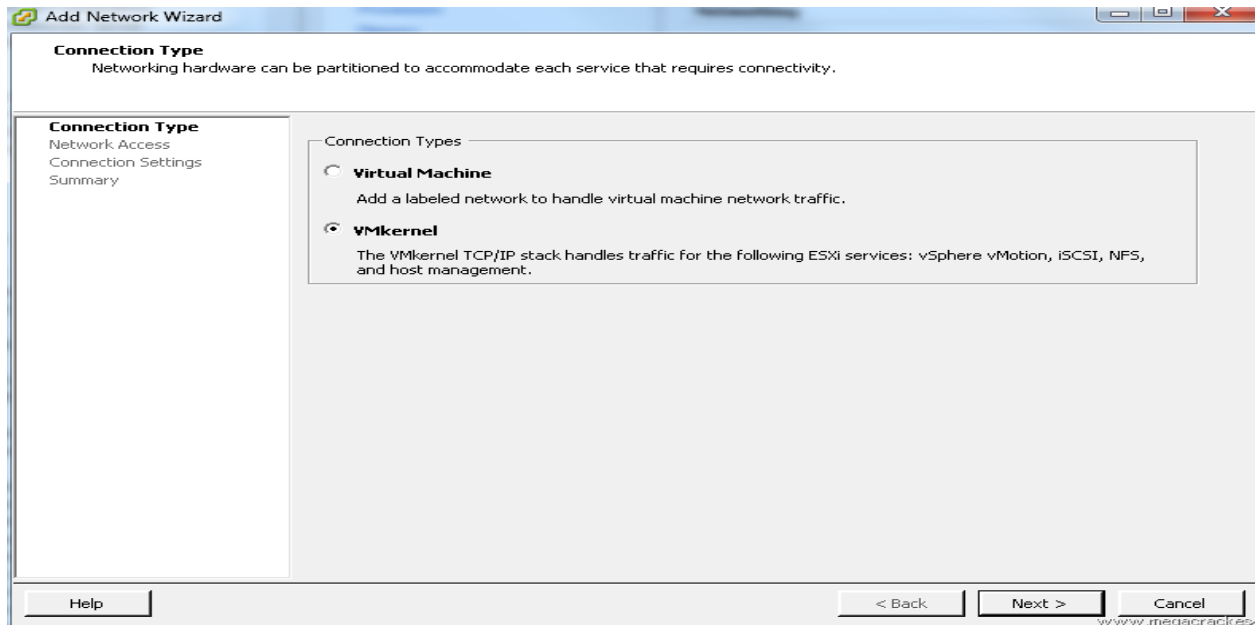 Add Network Wizard
Connection Type
Networking hardware can be partitioned to accommodate each service that requires connectivity.
Connection Type
Network Access
Connection Settings
Summary
Connection Types
Virtual Machine
Add a labeled network to handle virtual machine network traffic.
VMkernel
The VMkernel TCP/IP stack handles traffic for the following ESXi services: vSphere vMotion, iSCSI, NFS,
and host management.
Help
< Back
Next >
Cancel